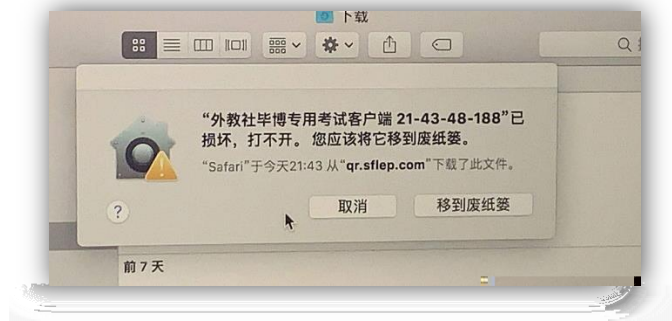 下载
“外教社毕博专用考试客户端 21-43-48-188”已
损坏，打不开。 您应该将它移到废纸篓。
“Safari”于今天21:43 从“qr.sflep.com”下载了此文件。
?
取消
移到废纸篓
前 7 天